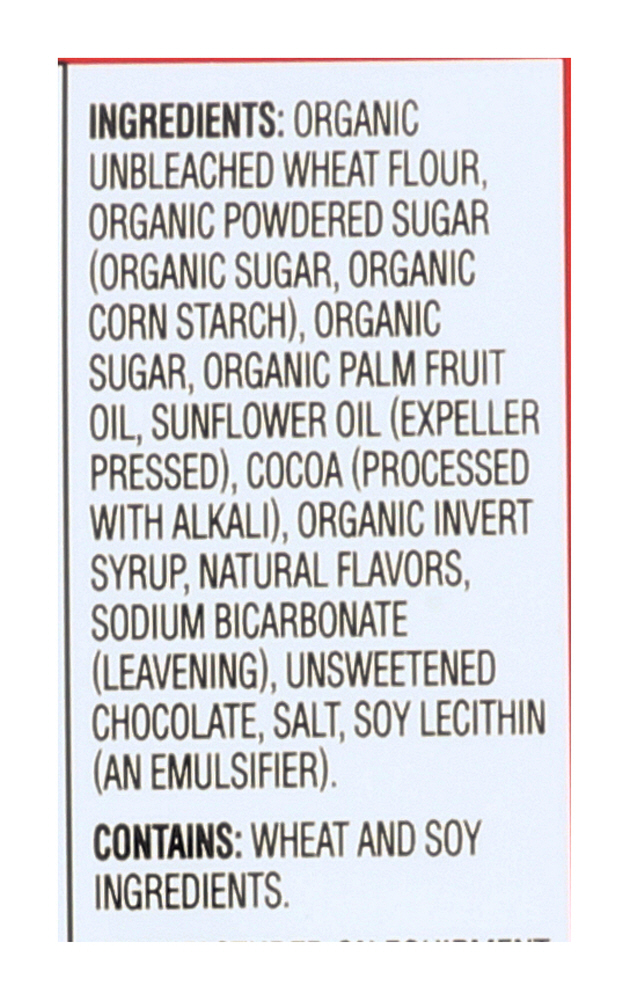 INGREDIENTS: ORGANIC
UNBLEACHED WHEAT FLOUR,
ORGANIC POWDERED SUGAR
(ORGANIC SUGAR, ORGANIC
CORN STARCH), ORGANIC
SUGAR, ORGANIC PALM FRUIT
OIL, SUNFLOWER OIL (EXPELLER
PRESSED), COCOA (PROCESSED
WITH ALKALI), ORGANIC INVERT
SYRUP, NATURAL FLAVORS,
SODIUM BICARBONATE
(LEAVENING), UNSWEETENED
CHOCOLATE, SALT, SOY LECITHIN
(AN EMULSIFIER).
CONTAINS: WHEAT AND SOY
INGREDIENTS.